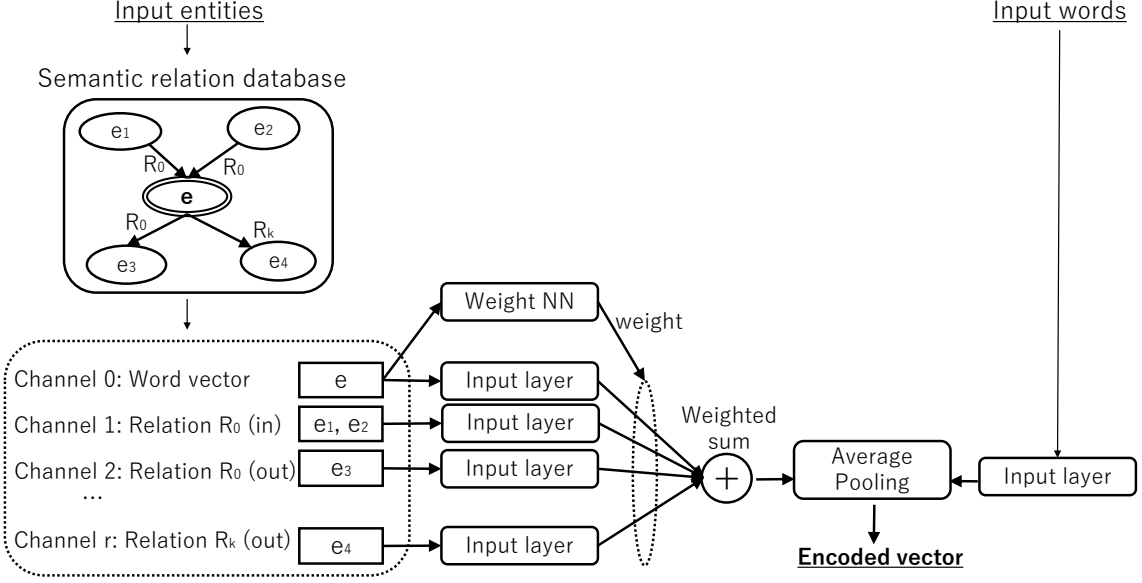 Input entities
Input words
Semantic relation database
e1
e2
R0
R0
e
R0
Rk
e3
e4
Weight NN
weight
Channel 0: Word vector
e
Input layer
Channel 1: Relation R0 (in)
e1, e2
Input layer
Channel 2: Relation R0 (out)
e3
Input layer
...
Channel r: Relation Rk (out)
e4
Input layer
Weighted
sum
+
Average
Pooling
Input layer
Encoded vector